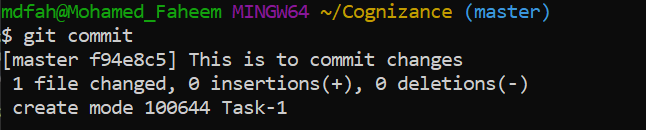 mdfah@Mohamed_Faheem MINGW64 ~/Cognizance (master)
$ git commit
[master f94e8c5] This is to commit changes
 1 file changed, 0 insertions(+), 0 deletions(-)
 create mode 100644 Task-1